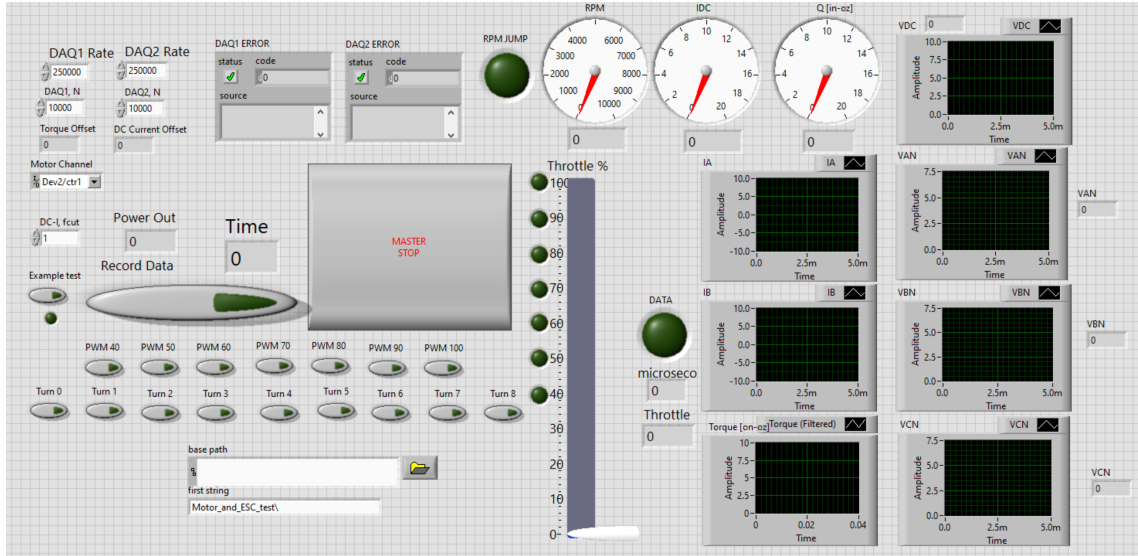 DAQ1 Rate
250000
DAQ1, N
10000
Torque Offset
0
DAQ2 Rate
250000
DAQ2, N
10000
DC Current Offset
0
Motor Channel
Dev2/ctr1
DC-I, fcut
1
Power Out
0
Time
0
Example test
Record Data
DAQ1 ERROR
status code
0
source
DAQ2 ERROR
status code
0
source
RPM JUMP
MASTER
STOP
PWM 40 PWM 50 PWM 60 PWM 70 PWM 80 PWM 90 PWM 100
Turn 0 Turn 1 Turn 2 Turn 3 Turn 4 Turn 5 Turn 6 Turn 7 Turn 8
base path
first string
Motor_and_ESC_test\
RPM
0
1000
2000
3000
4000
5000
6000
7000
8000
9000
10000
0
IDC
0
2
4
6
8
10
12
14
16
18
20
0
Q [in-oz]
0
2
4
6
8
10
12
14
16
18
20
0
Throttle %
100
90
80
70
60
50
40
30
20
10
0
DATA
microseco
0
Throttle
0
VDC 0 VDC
Amplitude
10.0
7.5
5.0
2.5
0.0
0.0 2.5m 5.0m
Time
IA IA
Amplitude
10.0
5.0
0.0
-5.0
-10.0
0.0 2.5m 5.0m
Time
VAN VAN
Amplitude
7.5
5.0
2.5
0.0
0.0 2.5m 5.0m
Time
VAN
0
IB IB
Amplitude
10.0
5.0
0.0
-5.0
-10.0
0.0 2.5m 5.0m
Time
VBN VBN
Amplitude
7.5
5.0
2.5
0.0
0.0 2.5m 5.0m
Time
VBN
0
Torque [on-oz] Torque (Filtered)
Amplitude
10
7.5
5
2.5
0
0 0.02 0.04
Time
VCN VCN
Amplitude
7.5
5.0
2.5
0.0
0.0 2.5m 5.0m
Time
VCN
0